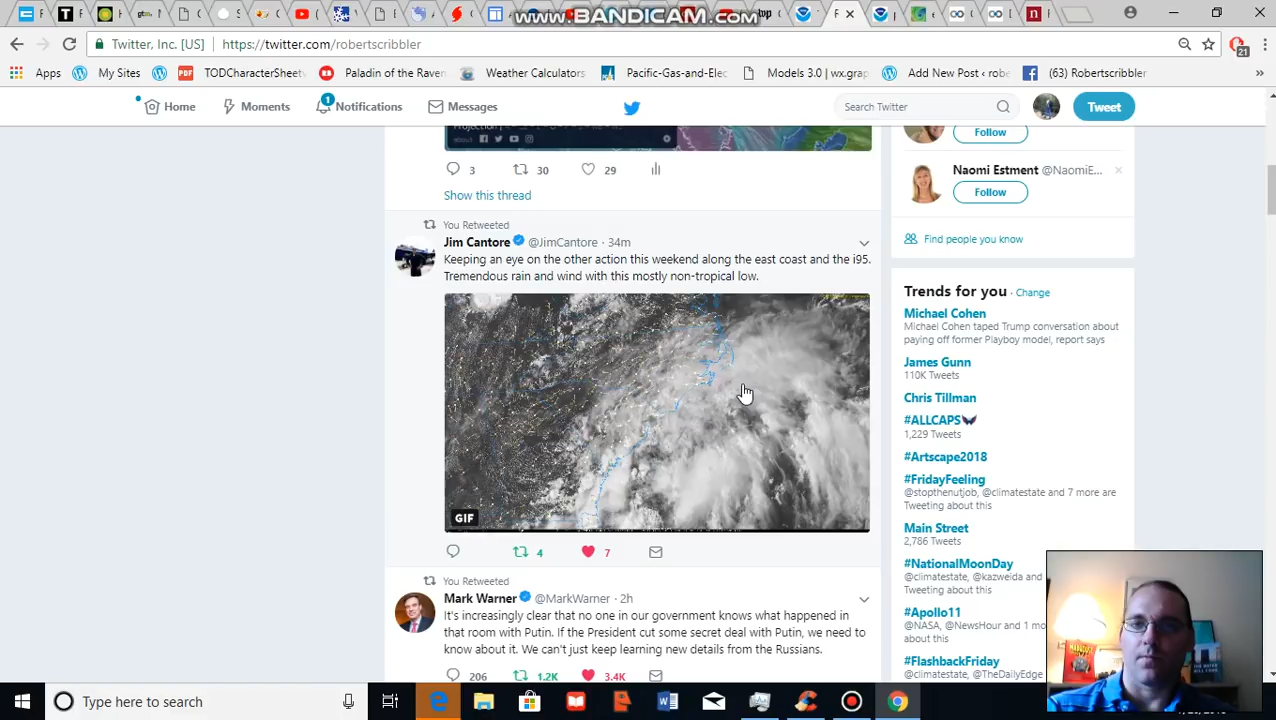 www.BANDICAM.com
Twitter, Inc. [US] https://twitter.com/robertscribbler
21
Apps My Sites TODCharacterSheet Paladin of the Raven Weather Calculators Pacific-Gas-and-Elec Models 3.0 | wx.grap Add New Post ‹ robe (63) Robertscribbler
Home Moments 1 Notifications Messages Search Twitter Tweet
3 30 29
Show this thread
You Retweeted
Jim Cantore @JimCantore · 34m
Keeping an eye on the other action this weekend along the east coast and the i95.
Tremendous rain and wind with this mostly non-tropical low.
GIF
4 7
You Retweeted
Mark Warner @MarkWarner · 2h
It's increasingly clear that no one in our government knows what happened in
that room with Putin. If the President cut some secret deal with Putin, we need to
know about it. We can't just keep learning new details from the Russians.
206 1.2K 3.4K
Follow
Naomi Estment @NaomiE...
Follow
Find people you know
Trends for you · Change
Michael Cohen
Michael Cohen taped Trump conversation about
paying off former Playboy model, report says
James Gunn
110K Tweets
Chris Tillman
#ALLCAPS
1,229 Tweets
#Artscape2018
#FridayFeeling
@stopthenutjob, @climatestate and 7 more are
Tweeting about this
Main Street
2,786 Tweets
#NationalMoonDay
@climatestate, @kazweida and
Tweeting about this
#Apollo11
@NASA, @NewsHour and 1 mo
about this
#FlashbackFriday
@climatestate, @TheDailyEdge
Type here to search